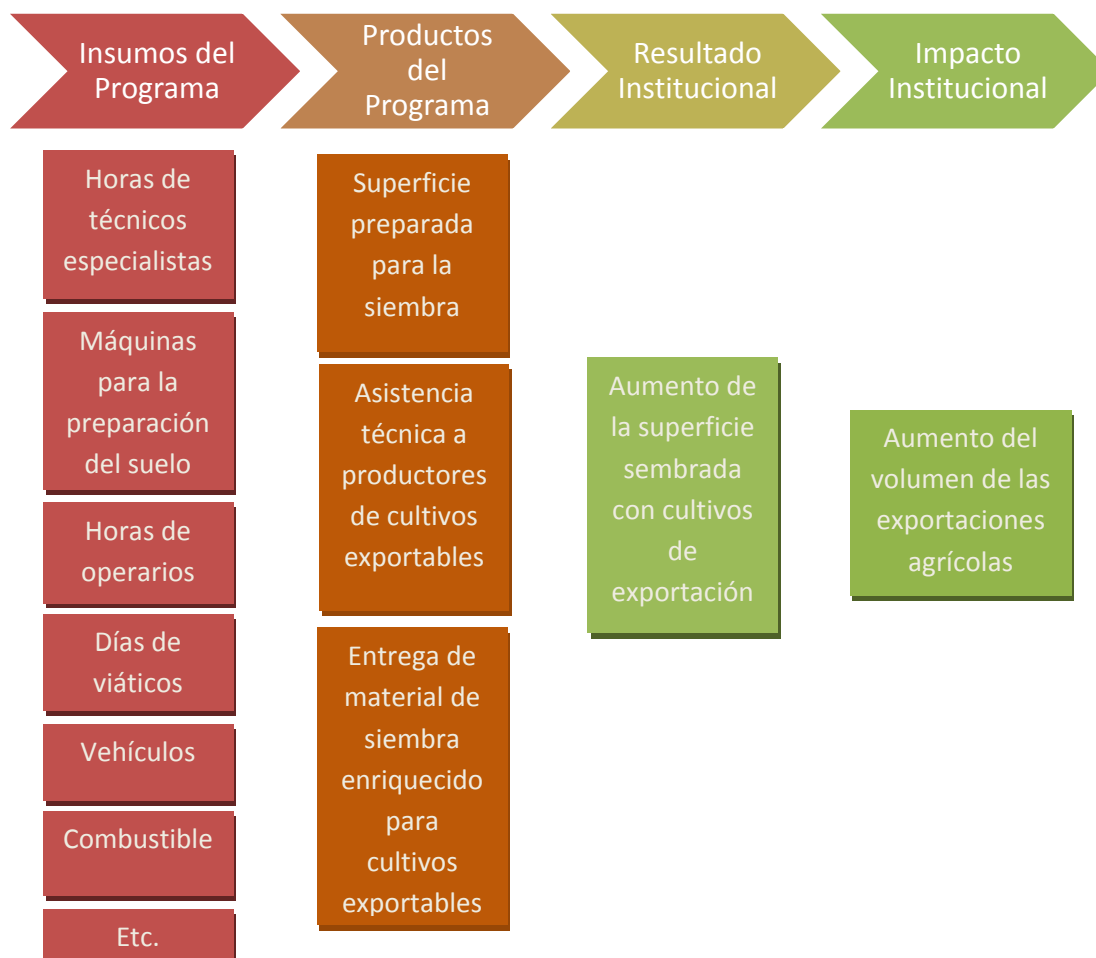 Insumos del
Programa
Productos
del
Programa
Resultado
Institucional
Impacto
Institucional
Horas de
técnicos
especialistas
Máquinas
para la
preparación
del suelo
Horas de
operarios
Días de
viáticos
Vehículos
Combustible
Etc.
Superficie
preparada
para la
siembra
Asistencia
técnica a
productores
de cultivos
exportables
Entrega de
material de
siembra
enriquecido
para
cultivos
exportables
Aumento de
la superficie
sembrada
con cultivos
de
exportación
Aumento del
volumen de las
exportaciones
agrícolas